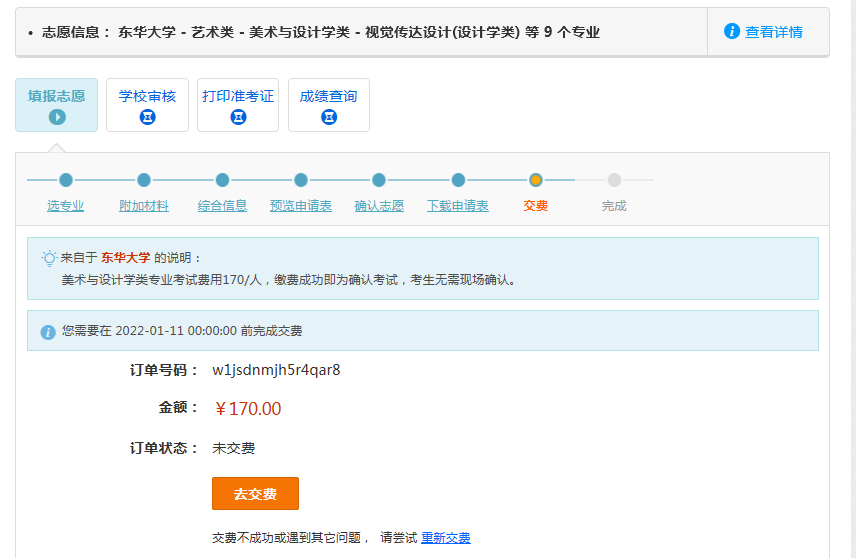 • 志愿信息： 东华大学 - 艺术类 - 美术与设计学类 - 视觉传达设计(设计学类) 等 9 个专业 查看详情
填报志愿 学校审核 打印准考证 成绩查询
选专业 附加材料 综合信息 预览申请表 确认志愿 下载申请表 交费 完成
来自于 东华大学 的说明：
美术与设计学类专业考试费用170/人，缴费成功即为确认考试，考生无需现场确认。
您需要在 2022-01-11 00:00:00 前完成交费
订单号码： w1jsdnmjh5r4qar8
金额： ￥170.00
订单状态： 未交费
去交费
交费不成功或遇到其它问题， 请尝试 重新交费